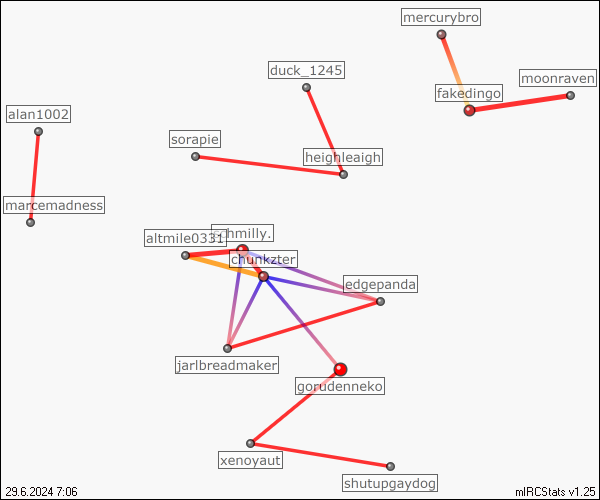 mercurybro
duck_1245
moonraven
fakedingo
alan1002
sorapie
heighleaigh
marcemadness
altmile0331
chmilly.
chunkzter
edgepanda
jarlbreadmaker
gorudenneko
xenoyaut
shutupgaydog
29.6.2024 7:06
mIRCStats v1.25